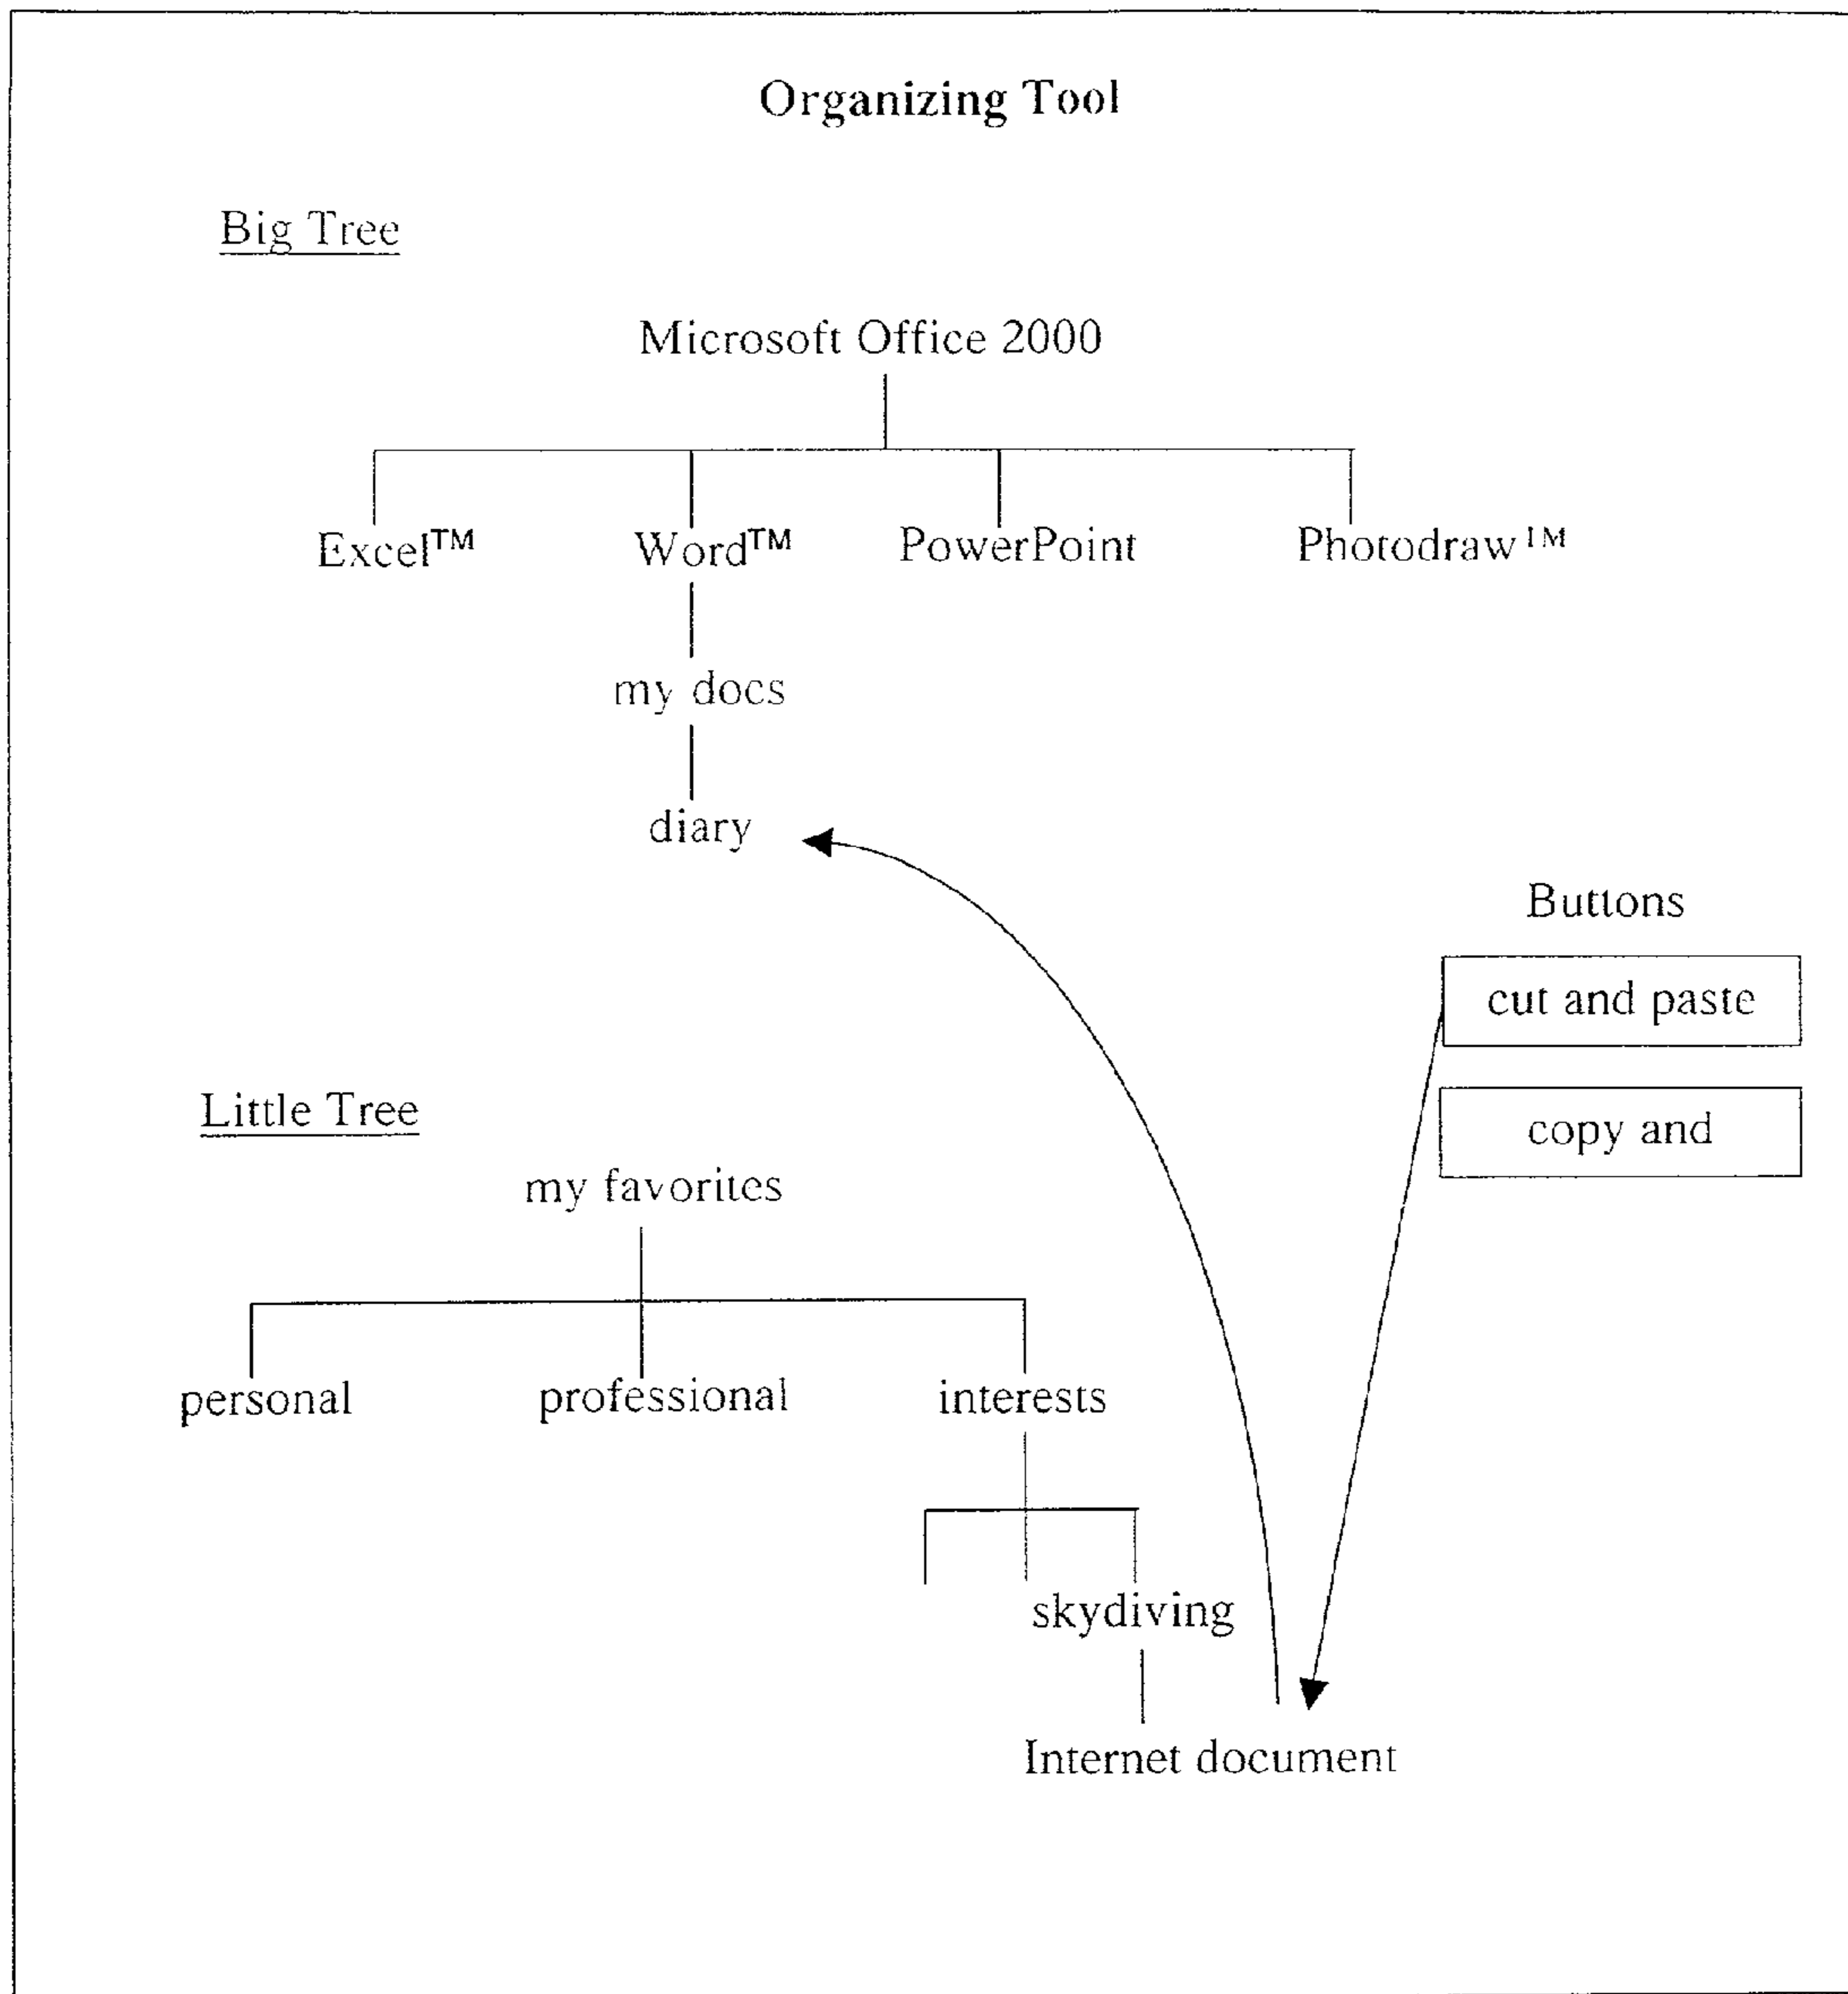 Organizing Tool
Big Tree
Microsoft Office 2000
Excel™ Word™ PowerPoint Photodraw™
my docs
diary
Buttons
cut and paste
copy and
Little Tree
my favorites
personal professional interests
skydiving
Internet document